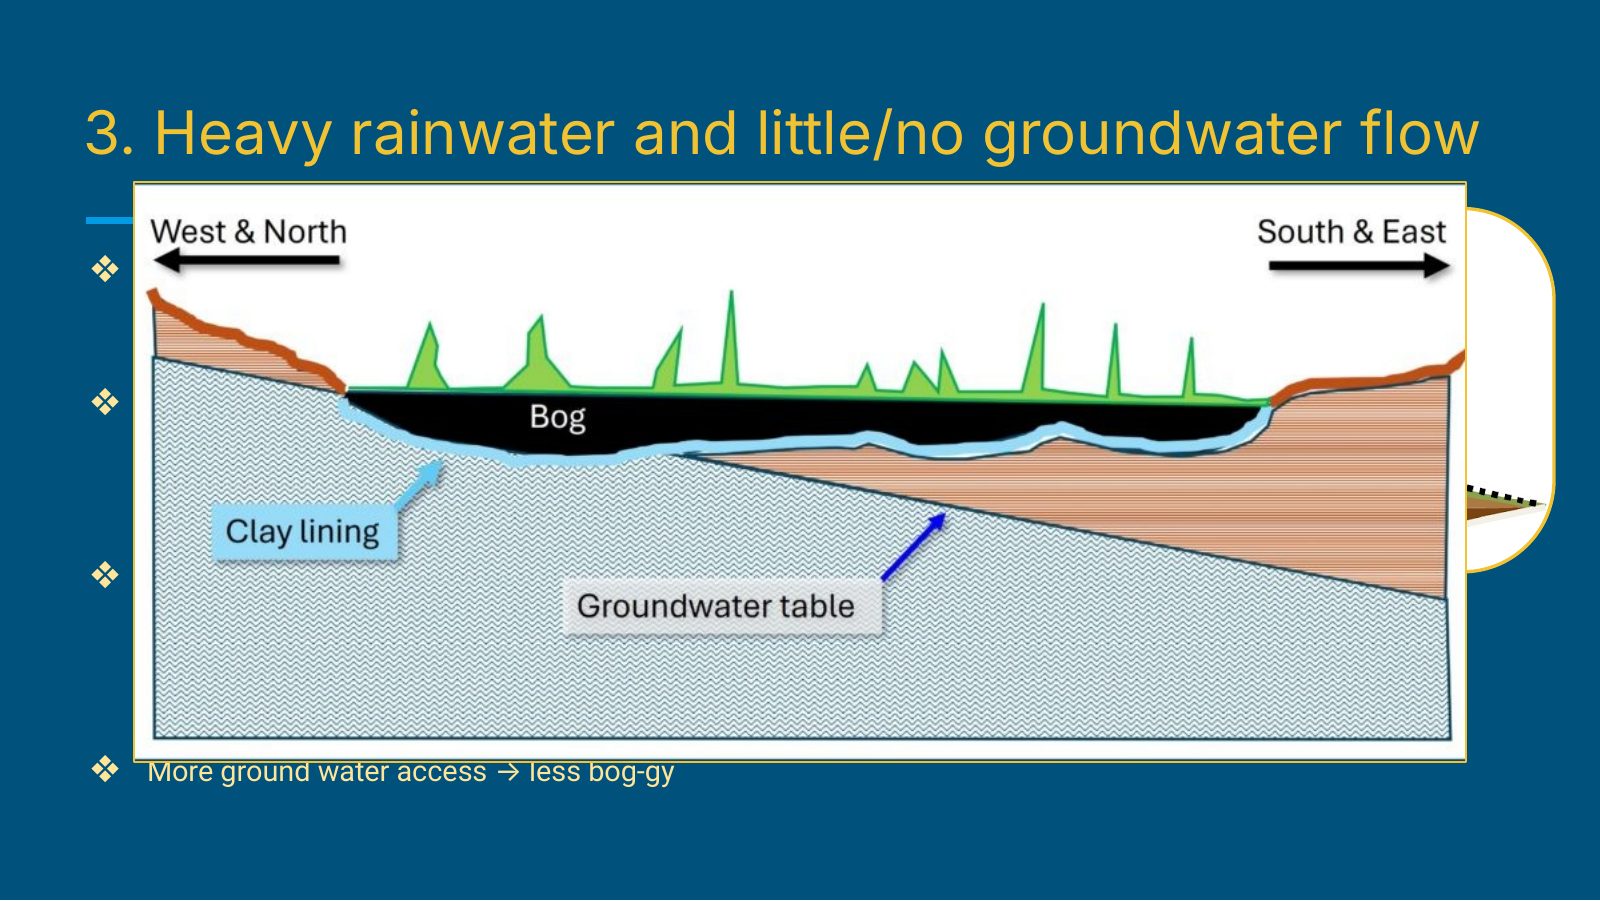 3. Heavy rainwater and little/no groundwater flow
West & North
South & East
Bog
Clay lining
Groundwater table
❖ More ground water access → less bog-gy